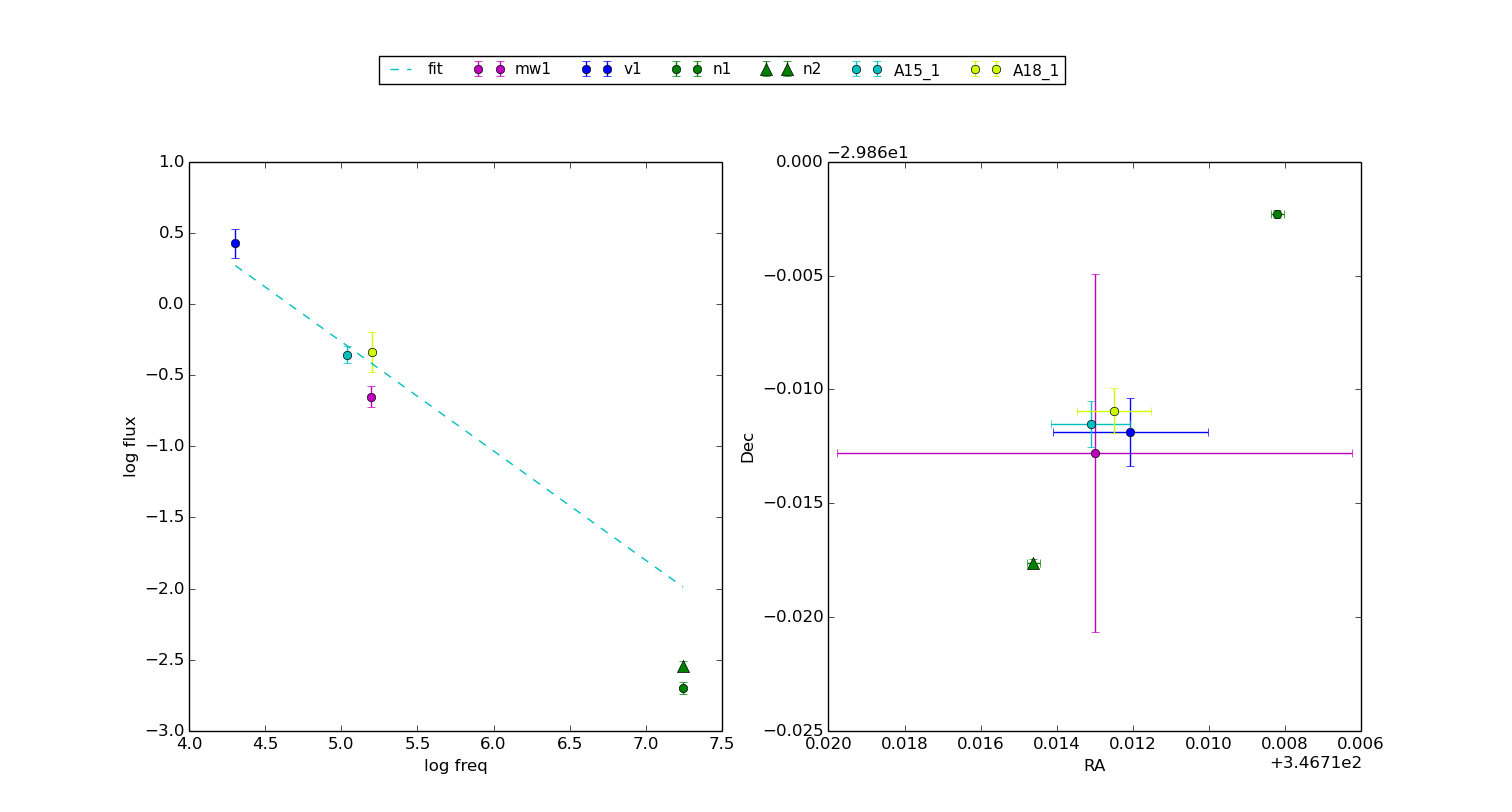 fit mw1 v1 n1 n2 A15_1 A18_1
−2.986e1
1.0
0.5
0.0
−0.5
−1.0
−1.5
−2.0
−2.5
−3.0
log flux
4.0 4.5 5.0 5.5 6.0 6.5 7.0 7.5
log freq
0.000
−0.005
−0.010
−0.015
−0.020
−0.025
Dec
0.020 0.018 0.016 0.014 0.012 0.010 0.008 0.006
RA
+3.4671e2